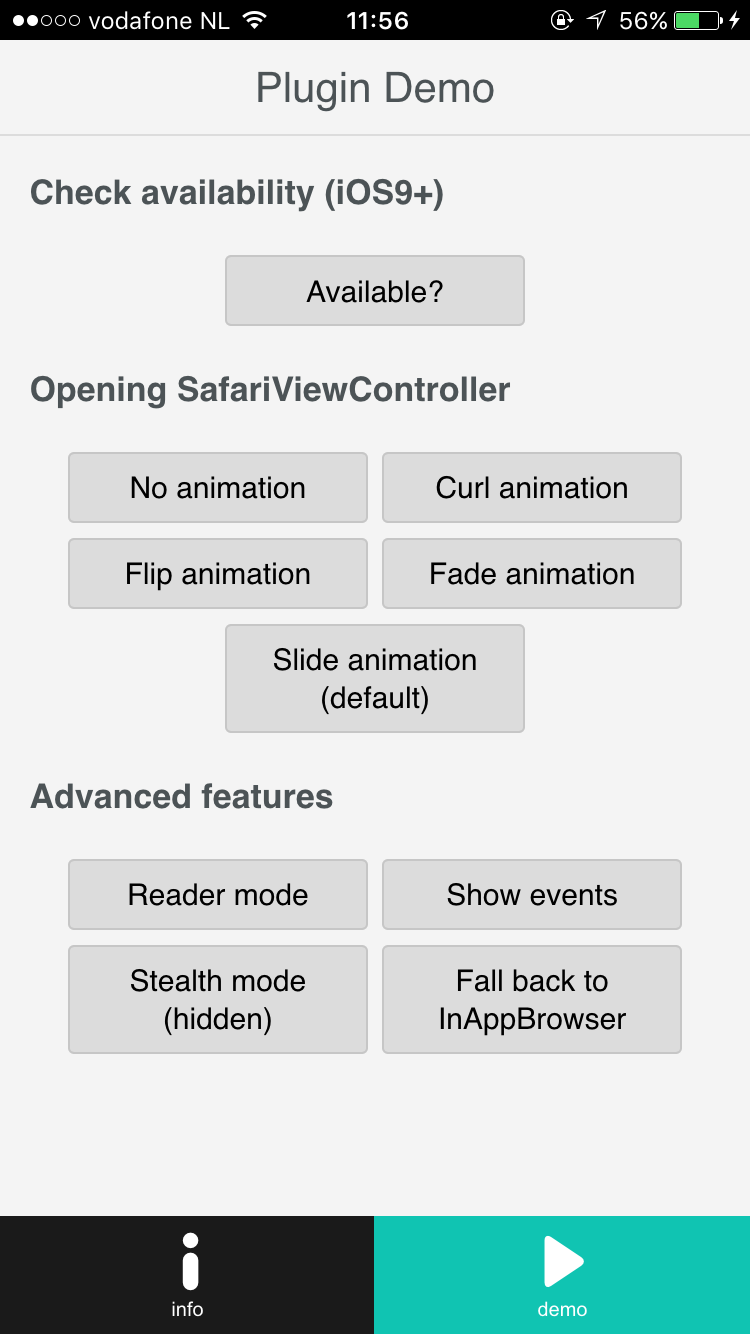 vodafone NL 11:56 56%
Plugin Demo
Check availability (iOS9+)
Available?
Opening SafariViewController
No animation Curl animation
Flip animation Fade animation
Slide animation
(default)
Advanced features
Reader mode Show events
Stealth mode
(hidden)
Fall back to
InAppBrowser
info demo